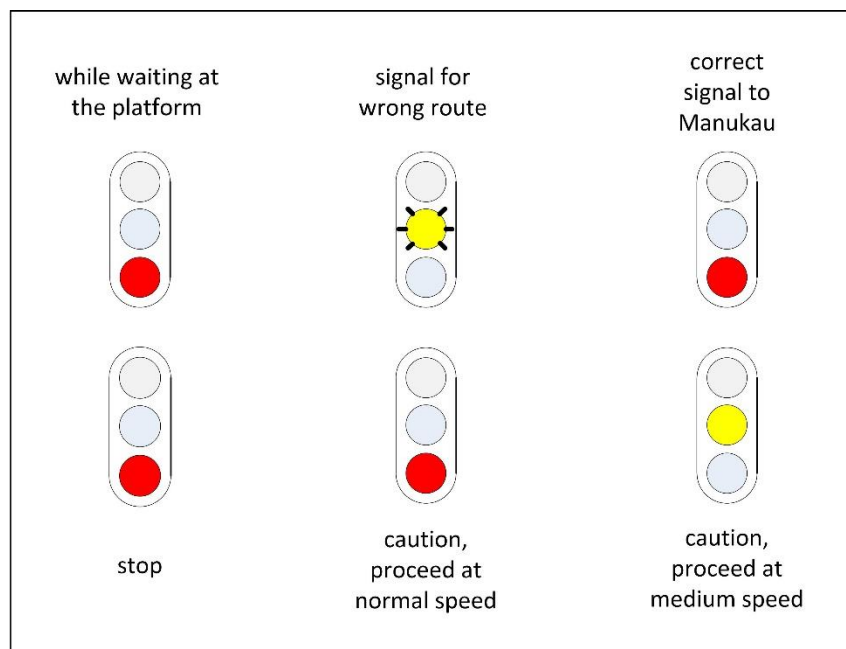 while waiting at
the platform
signal for
wrong route
correct
signal to
Manukau
stop
caution,
proceed at
normal speed
caution,
proceed at
medium speed